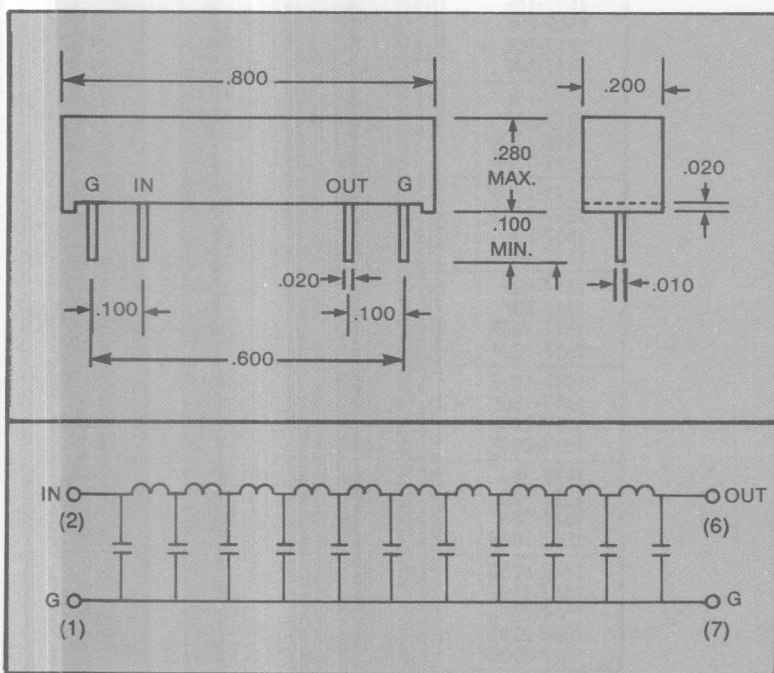 .800
.200
G IN OUT G
.280
MAX.
.020
.100
MIN.
.020
.010
.100
.100
.600
IN
OUT
(2)
(6)
G
G
(1)
(7)